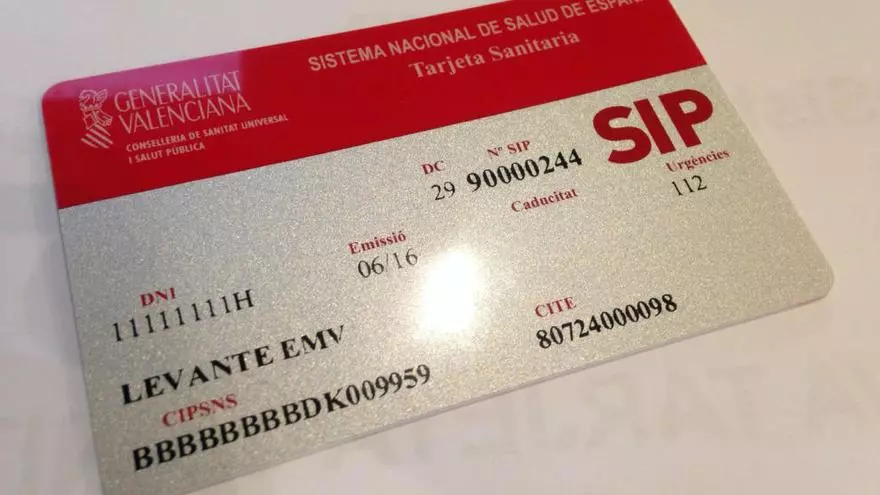 SISTEMA NACIONAL DE SALUD DE ESPAÑ
Tarjeta Sanitaria
GENERALITAT
VALENCIANA
CONSELLERIA DE SANITAT UNIVERSAL
I SALUT PÚBLICA
SIP
DC Nº SIP
29 90000244
Urgències
112
Caducitat
Emissió
06/16
DNI
11111111H
LEVANTE EMV
CITE
80724000098
CIPSNS
BBBBBBBBDK009959